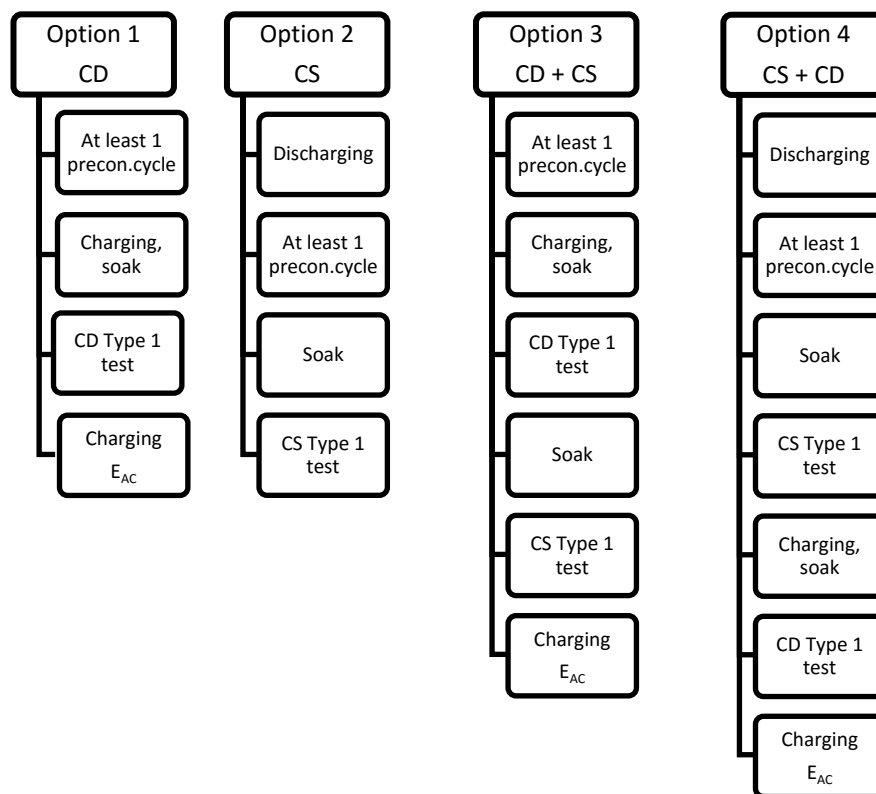 Option 1
CD
At least 1
precon.cycle
Charging,
soak
CD Type 1
test
Charging
EAC
Option 2
CS
Discharging
At least 1
precon.cycle
Soak
CS Type 1
test
Option 3
CD + CS
At least 1
precon.cycle
Charging,
soak
CD Type 1
test
Soak
CS Type 1
test
Charging
EAC
Option 4
CS + CD
Discharging
At least 1
precon.cycle
Soak
CS Type 1
test
Charging,
soak
CD Type 1
test
Charging
EAC